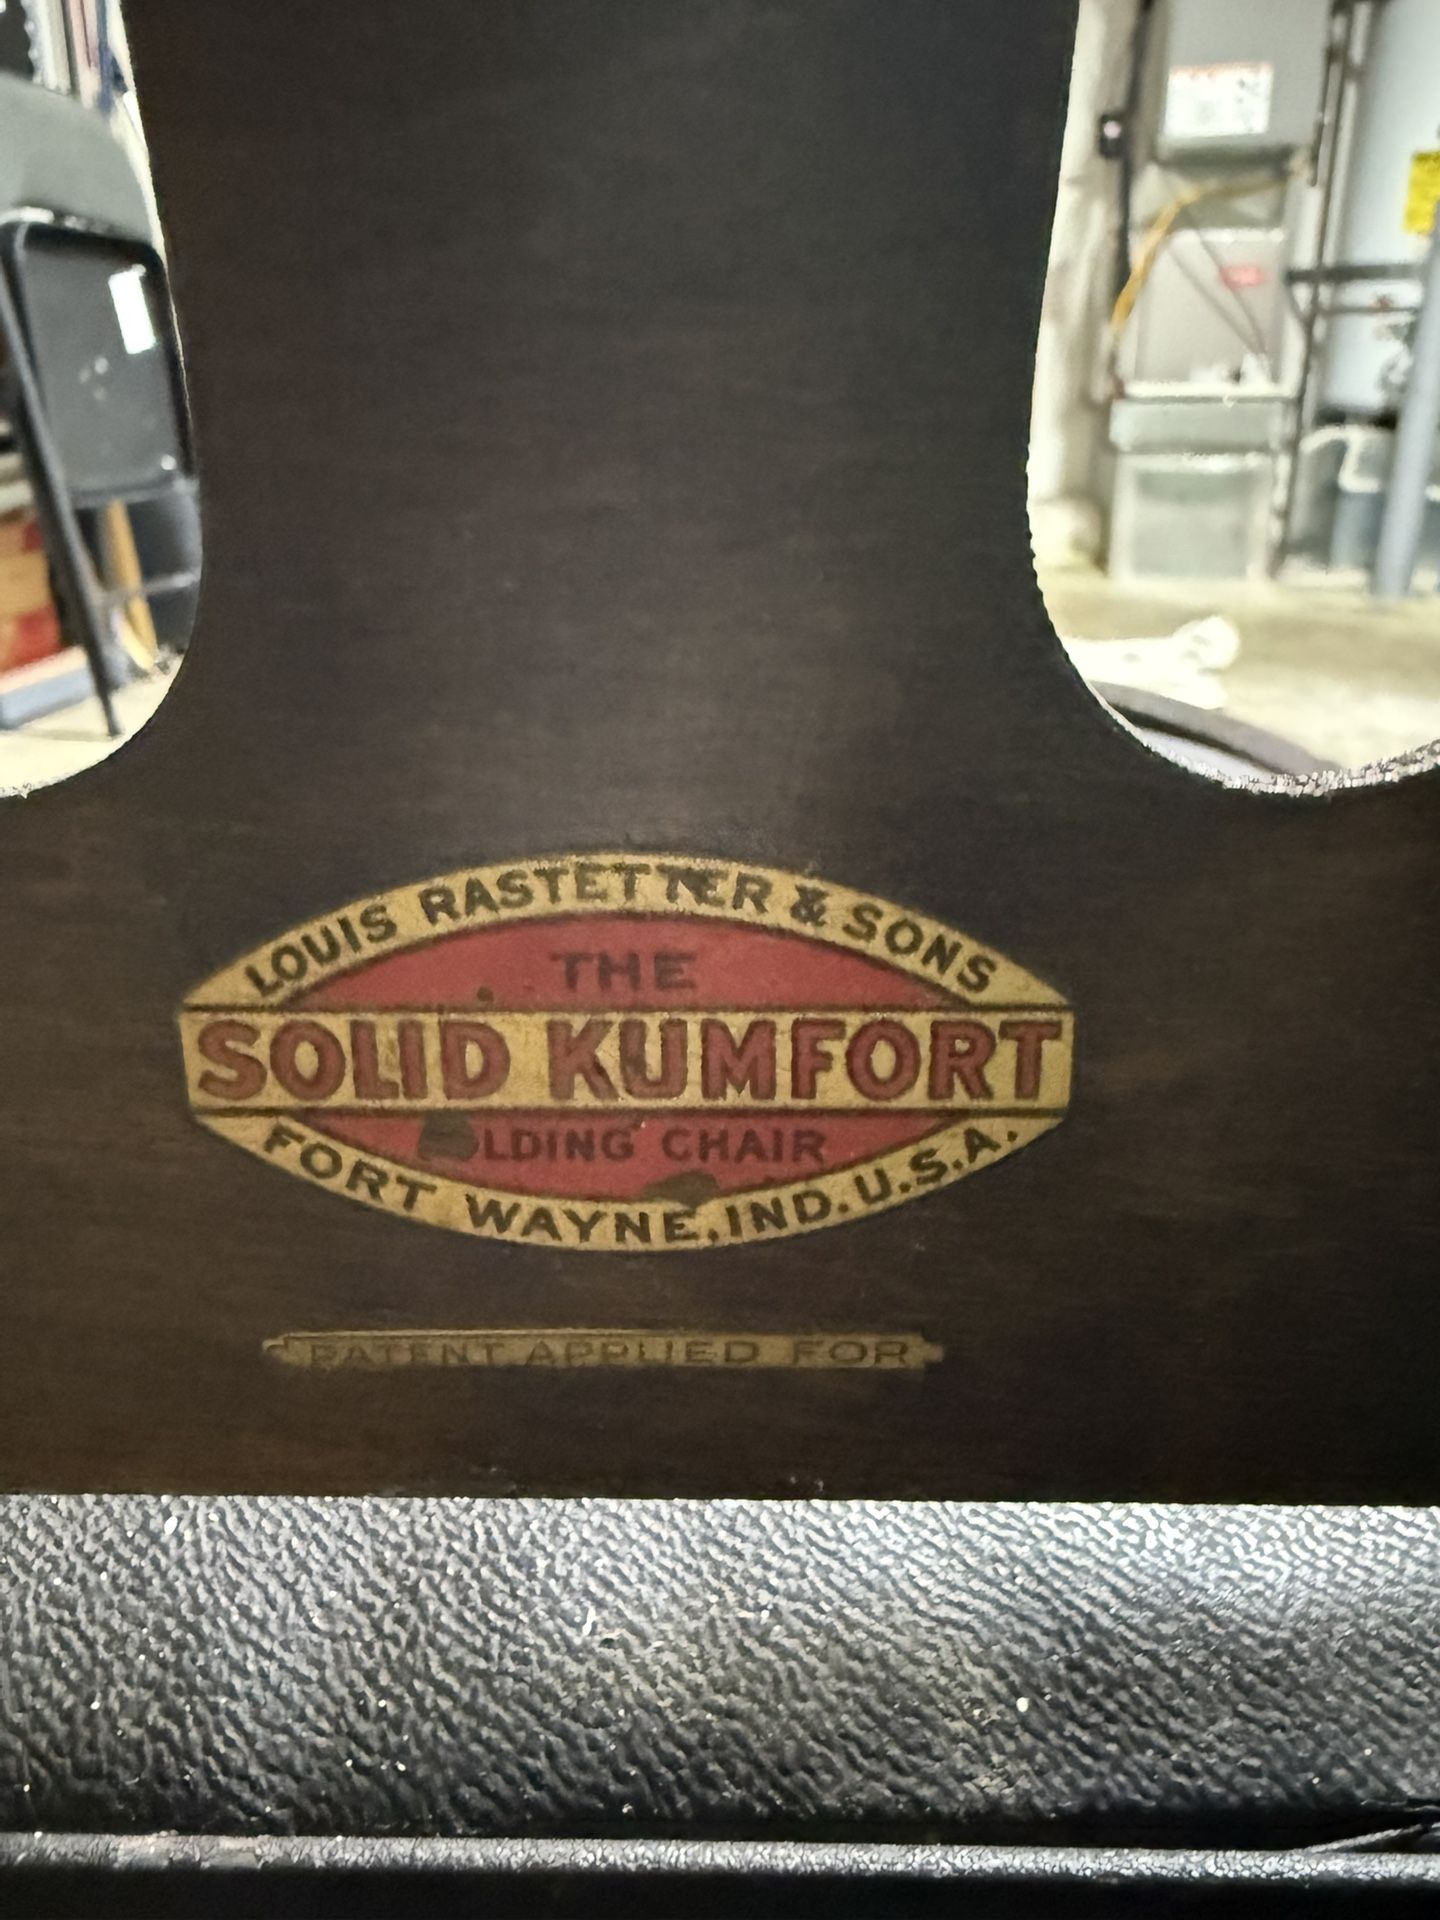 LOUIS RASTETTER & SONS
THE
SOLID KUMFORT
LDING CHAIR
FORT WAYNE, IND. U.S.A.
PATENT APPLIED FOR